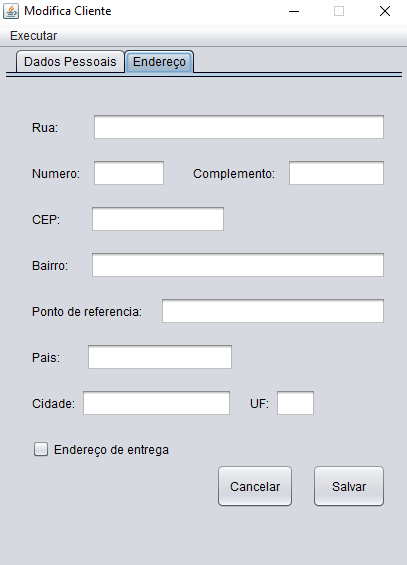 Modifica Cliente
Executar
Dados Pessoais Endereço
Rua:
Numero: Complemento:
CEP:
Bairro:
Ponto de referencia:
Pais:
Cidade: UF:
Endereço de entrega
Cancelar Salvar